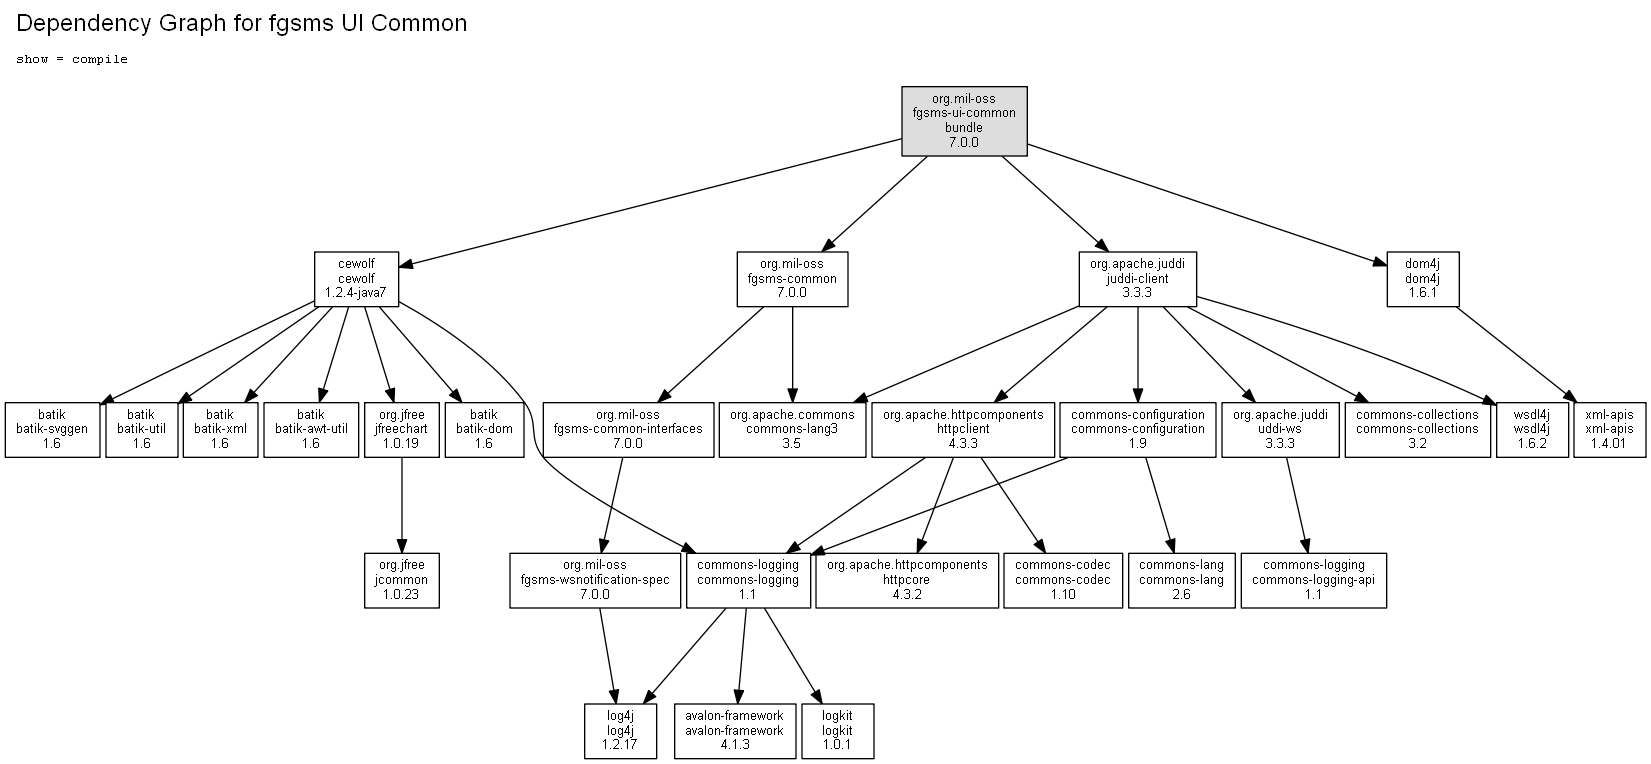 Dependency Graph for fgsms UI Common
show = compile
org.mil-oss
fgsms-ui-common
bundle
7.0.0
cewolf
cewolf
1.2.4-java7
org.mil-oss
fgsms-common
7.0.0
org.apache.juddi
juddi-client
3.3.3
dom4j
dom4j
1.6.1
batik
batik-svggen
1.6
batik
batik-util
1.6
batik
batik-xml
1.6
batik
batik-awt-util
1.6
org.jfree
jfreechart
1.0.19
batik
batik-dom
1.6
org.mil-oss
fgsms-common-interfaces
7.0.0
org.apache.commons
commons-lang3
3.5
org.apache.httpcomponents
httpclient
4.3.3
commons-configuration
commons-configuration
1.9
org.apache.juddi
uddi-ws
3.3.3
commons-collections
commons-collections
3.2
wsdl4j
wsdl4j
1.6.2
xml-apis
xml-apis
1.4.01
org.jfree
jcommon
1.0.23
org.mil-oss
fgsms-wsnotification-spec
7.0.0
commons-logging
commons-logging
1.1
org.apache.httpcomponents
httpcore
4.3.2
commons-codec
commons-codec
1.10
commons-lang
commons-lang
2.6
commons-logging
commons-logging-api
1.1
log4j
log4j
1.2.17
avalon-framework
avalon-framework
4.1.3
logkit
logkit
1.0.1